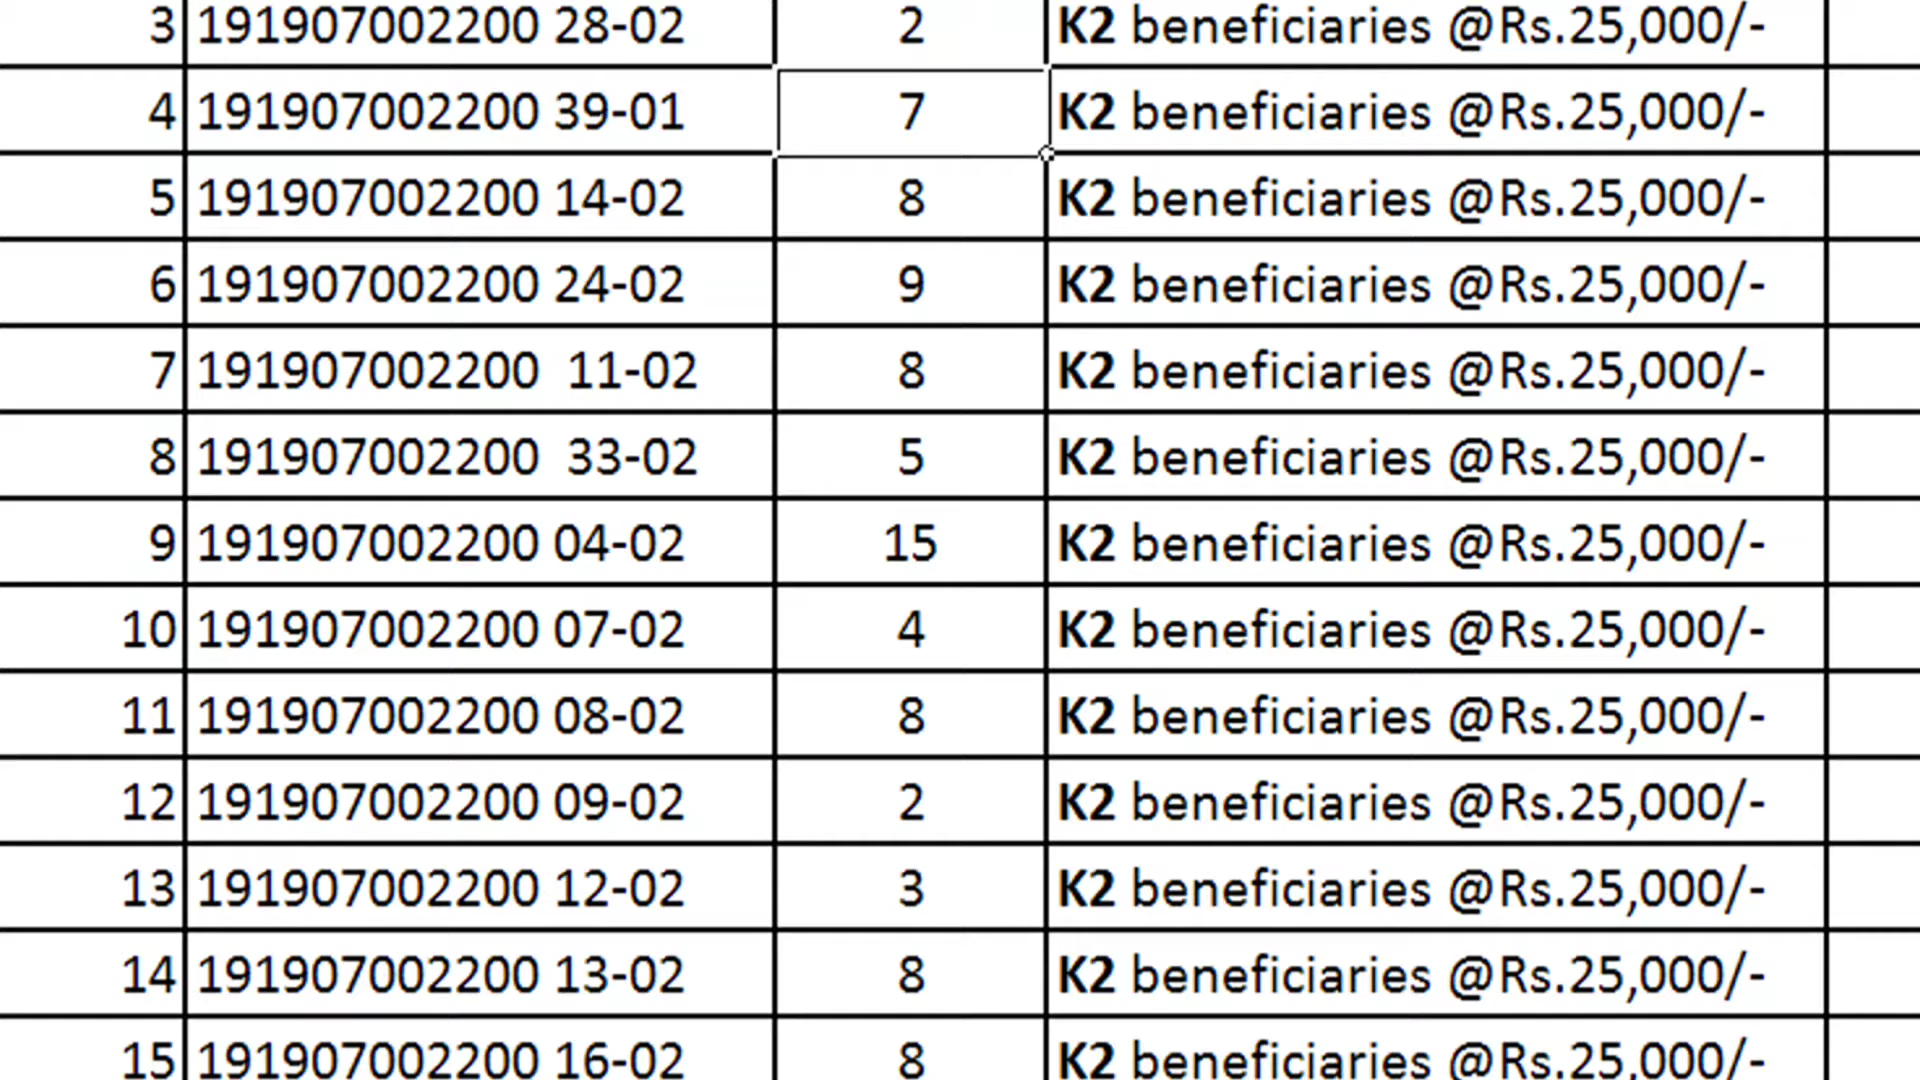 3 191907002200 28-02 2 K2 beneficiaries @Rs.25,000/-
4 191907002200 39-01 7 K2 beneficiaries @Rs.25,000/-
5 191907002200 14-02 8 K2 beneficiaries @Rs.25,000/-
6 191907002200 24-02 9 K2 beneficiaries @Rs.25,000/-
7 191907002200  11-02 8 K2 beneficiaries @Rs.25,000/-
8 191907002200  33-02 5 K2 beneficiaries @Rs.25,000/-
9 191907002200 04-02 15 K2 beneficiaries @Rs.25,000/-
10 191907002200 07-02 4 K2 beneficiaries @Rs.25,000/-
11 191907002200 08-02 8 K2 beneficiaries @Rs.25,000/-
12 191907002200 09-02 2 K2 beneficiaries @Rs.25,000/-
13 191907002200 12-02 3 K2 beneficiaries @Rs.25,000/-
14 191907002200 13-02 8 K2 beneficiaries @Rs.25,000/-
15 191907002200 16-02 8 K2 beneficiaries @Rs.25,000/-